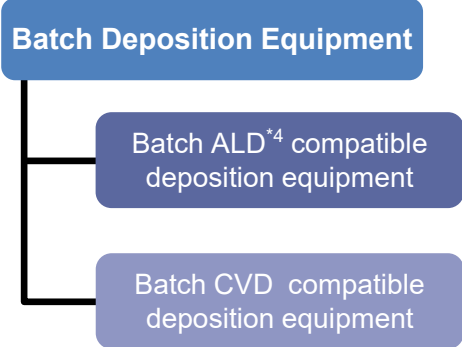 Batch Deposition Equipment
Batch ALD*4 compatible
deposition equipment
Batch CVD  compatible
deposition equipment